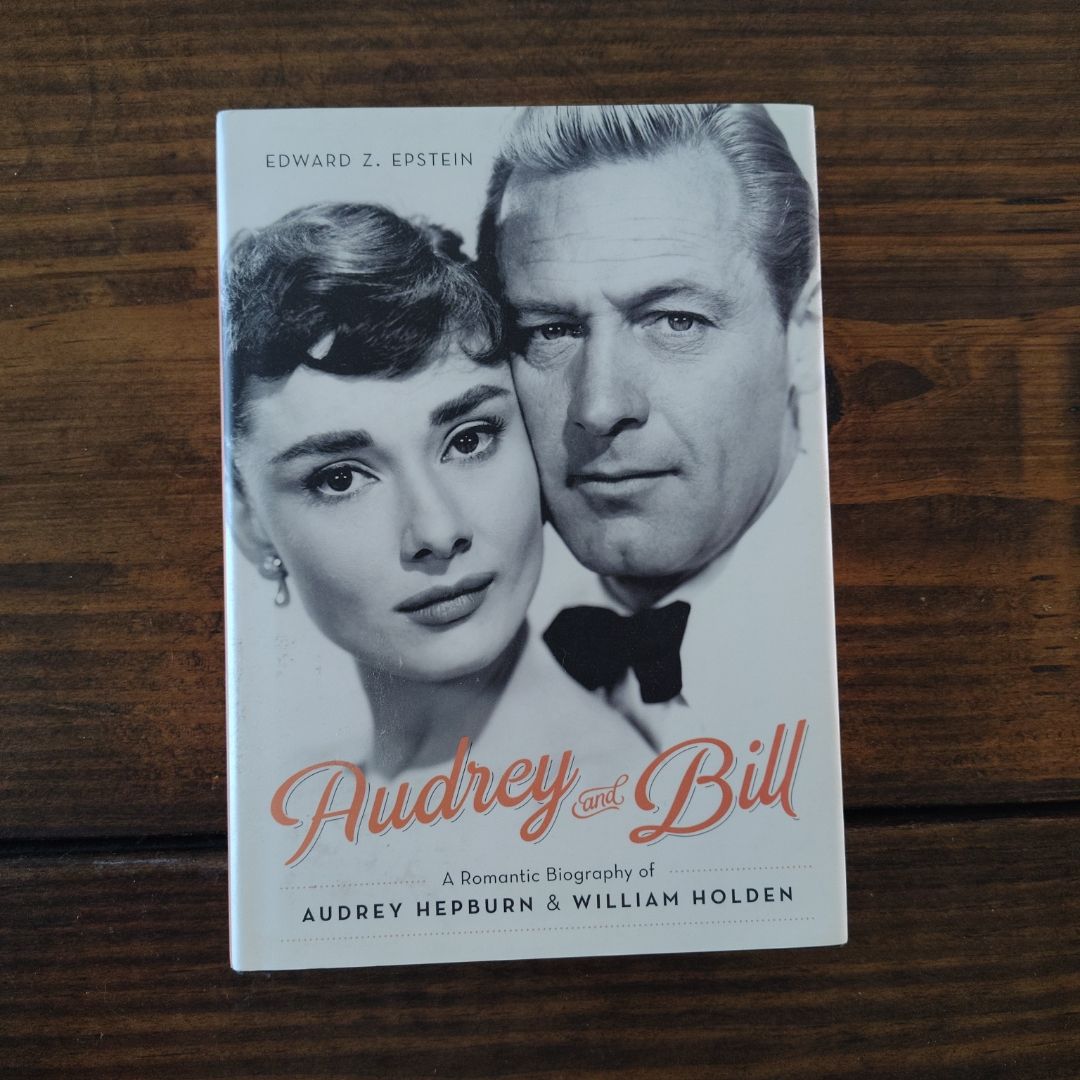 EDWARD Z. EPSTEIN
Audrey and Bill
A Romantic Biography of
AUDREY HEPBURN & WILLIAM HOLDEN